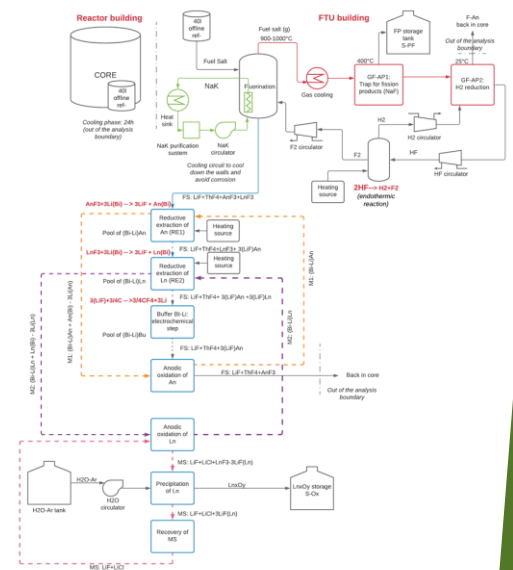 Reactor building
CORE
40l
offline
ref-
Cooling phase: 24h
(out of the analysis
boundary)
40l
offline
ref-
Fuel Salt
Fuel salt (g)
900-1000°C
FTU building
FP storage
tank
S-PF
F-An
back in core
Out of the analysis
boundary
NaK
Heat
sink
NaK purification
system
NaK
circulator
Fluorination
Gas cooling
400°C
GF-AP1:
Trap for fission
products (NaF)
25°C
GF-AP2:
H2 reduction
F2 circulator
F2
H2
H2 circulator
HF
HF circulator
Heating
source
2HF--> H2+F2
(endothermic
reaction)
Cooling circuit to cool
down the walls and
avoid corrosion
FS: LiF+ThF4+AnF3+LnF3
AnF3+3Li(Bi) --> 3LiF + An(Bi)
Pool of (Bi-Li)An
Reductive
extraction of
An (RE1)
Heating
source
FS: LiF+ThF4+LnF3+ 3(LiF)An
LnF3+3Li(Bi) --> 3LiF + Ln(Bi)
Pool of (Bi-Li)Ln
Reductive
extraction of
Ln (RE2)
Heating
source
FS: LiF+ThF4+ 3(LiF)An +3(LiF)Ln
3(LiF)+3/4C -->3/4CF4+3Li
Pool of (Bi-Li)Bu
Buffer Bi-Li:
electrochemical
step
FS: LiF+ThF4+3(LiF)An
M1: (Bi-Li)An + An(Bi) - 3Li(An)
M2: (Bi-Li)Ln + Ln(Bi) - 3Li(Ln)
M1: (Bi-Li)An
M2: (Bi-Li)Ln
Anodic
oxidation of
An
FS: LiF+ThF4+AnF3
Back in core
Out of the analysis
boundary
Anodic
oxidation of
Ln
MS: LiF+LiCl+LnF3-3LiF(Ln)
H2O-Ar tank
H2O-Ar
H2O
circulator
Precipitation
of Ln
LnxOy
LnxOy storage
S-Ox
MS: LiF+LiCl+3LiF(Ln)
Recovery of
MS
MS: LiF+LiCl